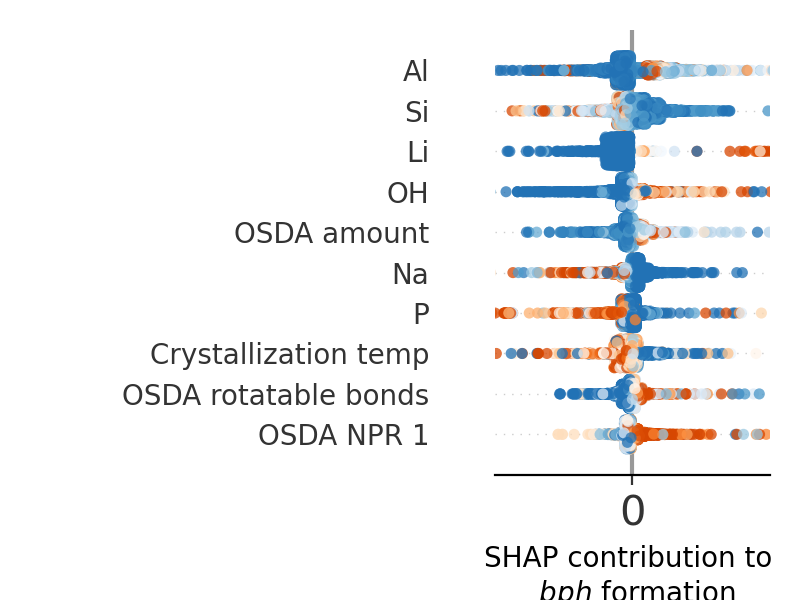 Al
Si
Li
OH
OSDA amount
Na
P
Crystallization temp
OSDA rotatable bonds
OSDA NPR 1
0
SHAP contribution to
bph formation